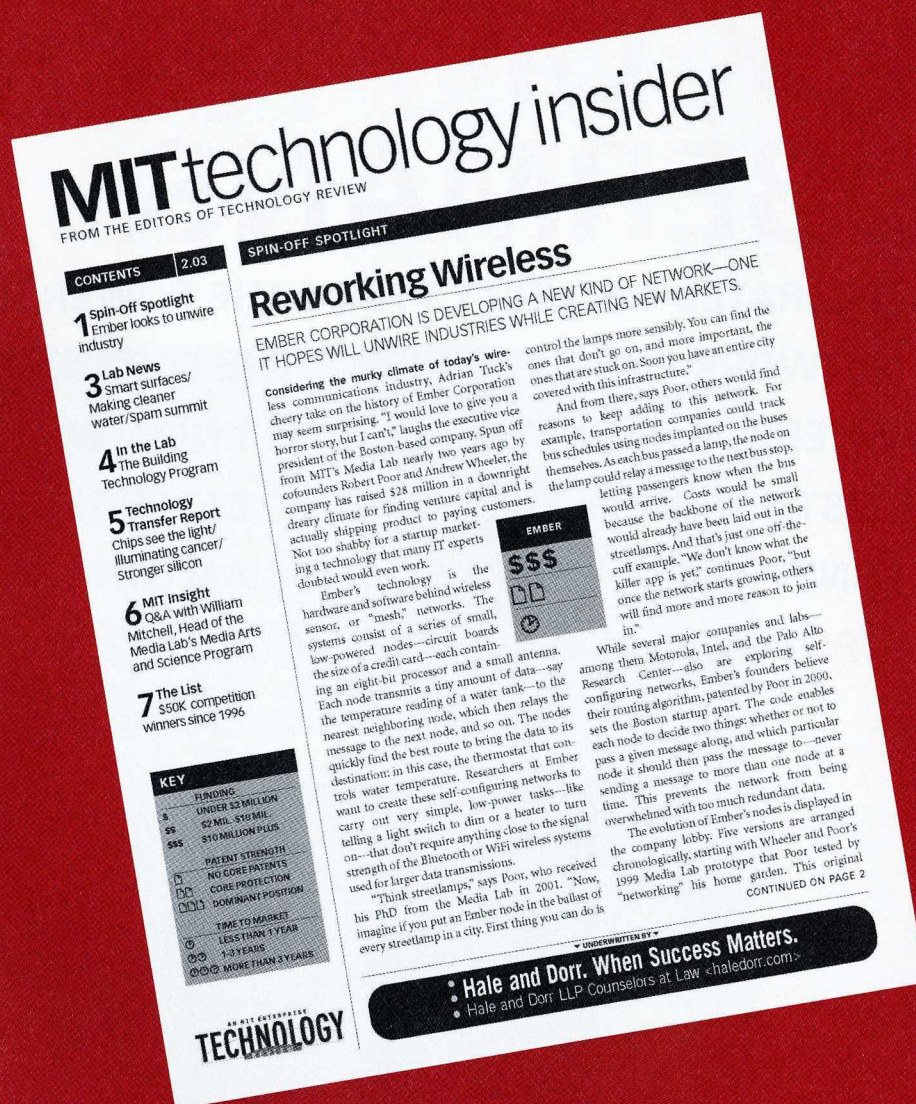 MIT technology insider
FROM THE EDITORS OF TECHNOLOGY REVIEW
CONTENTS 2.03
1 Spin-Off Spotlight
Ember looks to unwire
industry
3 Lab News
Smart surfaces/
Making cleaner
water/Spam summit
4 In the Lab
The Building
Technology Program
5 Technology
Transfer Report
Chips see the light/
Illuminating cancer/
Stronger silicon
6 MIT Insight
Q&A with William
Mitchell, Head of the
Media Lab's Media Arts
and Science Program
7 The List
$50K competition
winners since 1996
KEY
FUNDING
$ UNDER $2 MILLION
$$ $2 MIL-$10 MIL
$$$ $10 MILLION PLUS
PATENT STRENGTH
NO CORE PATENTS
CORE PROTECTION
DOMINANT POSITION
TIME TO MARKET
LESS THAN 1 YEAR
1-3 YEARS
MORE THAN 3 YEARS
AN MIT ENTERPRISE
TECHNOLOGY
SPIN-OFF SPOTLIGHT
Reworking Wireless
EMBER CORPORATION IS DEVELOPING A NEW KIND OF NETWORK—ONE
IT HOPES WILL UNWIRE INDUSTRIES WHILE CREATING NEW MARKETS.
Considering the murky climate of today's wire-
less communications industry, Adrian Tuck's
cheery take on the history of Ember Corporation
may seem surprising. "I would love to give you a
horror story, but I can't," laughs the executive vice
president of the Boston-based company. Spun off
from MIT's Media Lab nearly two years ago by
cofounders Robert Poor and Andrew Wheeler, the
company has raised $28 million in a downright
dreary climate for finding venture capital and is
actually shipping product to paying customers.
Not too shabby for a startup market-
ing a technology that many IT experts
doubted would even work.
Ember's technology is the
hardware and software behind wireless
sensor, or "mesh," networks. The
systems consist of a series of small,
low-powered nodes—circuit boards
the size of a credit card—each contain-
ing an eight-bit processor and a small antenna.
Each node transmits a tiny amount of data—say
the temperature reading of a water tank—to the
nearest neighboring node, which then relays the
message to the next node, and so on. The nodes
quickly find the best route to bring the data to its
destination: in this case, the thermostat that con-
trols water temperature. Researchers at Ember
want to create these self-configuring networks to
carry out very simple, low-power tasks—like
telling a light switch to dim or a heater to turn
on—that don't require anything close to the signal
strength of the Bluetooth or WiFi wireless systems
used for larger data transmissions.
"Think streetlamps," says Poor, who received
his PhD from the Media Lab in 2001. "Now,
imagine if you put an Ember node in the ballast of
every streetlamp in a city. First thing you can do is
control the lamps more sensibly. You can find the
ones that don't go on, and more important, the
ones that are stuck on. Soon you have an entire city
covered with this infrastructure."
And from there, says Poor, others would find
reasons to keep adding to this network. For
example, transportation companies could track
bus schedules using nodes implanted on the buses
themselves. As each bus passed a lamp, the node on
the lamp could relay a message to the next bus stop,
letting passengers know when the bus
would arrive. Costs would be small
because the backbone of the network
would already have been laid out in the
streetlamps. And that's just one off-the-
cuff example. "We don't know what the
killer app is yet," continues Poor, "but
once the network starts growing, others
will find more and more reason to join
in."
While several major companies and labs—
among them Motorola, Intel, and the Palo Alto
Research Center—also are exploring self-
configuring networks, Ember's founders believe
their routing algorithm, patented by Poor in 2000,
sets the Boston startup apart. The code enables
each node to decide two things: whether or not to
pass a given message along, and which particular
node it should then pass the message to—never
sending a message to more than one node at a
time. This prevents the network from being
overwhelmed with too much redundant data.
The evolution of Ember's nodes is displayed in
the company lobby. Five versions are arranged
chronologically, starting with Wheeler and Poor's
1999 Media Lab prototype that Poor tested by
"networking" his home garden. This original
CONTINUED ON PAGE 2
EMBER
$$$
UNDERWRITTEN BY
Hale and Dorr. When Success Matters.
Hale and Dorr LLP Counselors at Law <haledorr.com>